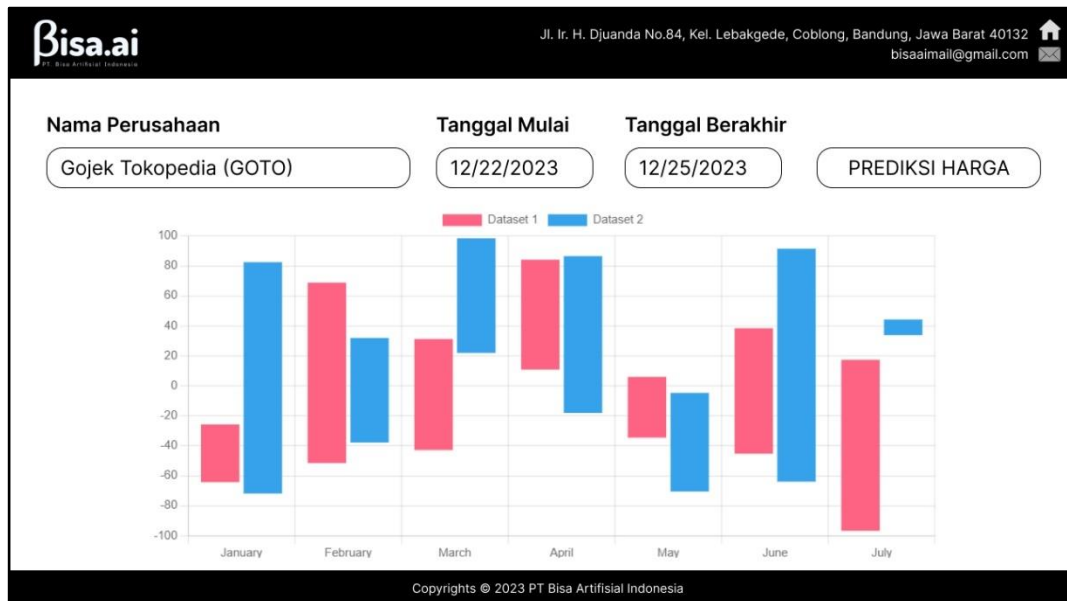 βisa.ai
PT. Bisa Artifisial Indonesia
Jl. Ir. H. Djuanda No.84, Kel. Lebakgede, Coblong, Bandung, Jawa Barat 40132
bisaaimail@gmail.com
Nama Perusahaan
Tanggal Mulai
Tanggal Berakhir
Gojek Tokopedia (GOTO)
12/22/2023
12/25/2023
PREDIKSI HARGA
Dataset 1
Dataset 2
100
80
60
40
20
0
-20
-40
-60
-80
-100
January
February
March
April
May
June
July
Copyrights © 2023 PT Bisa Artifisial Indonesia